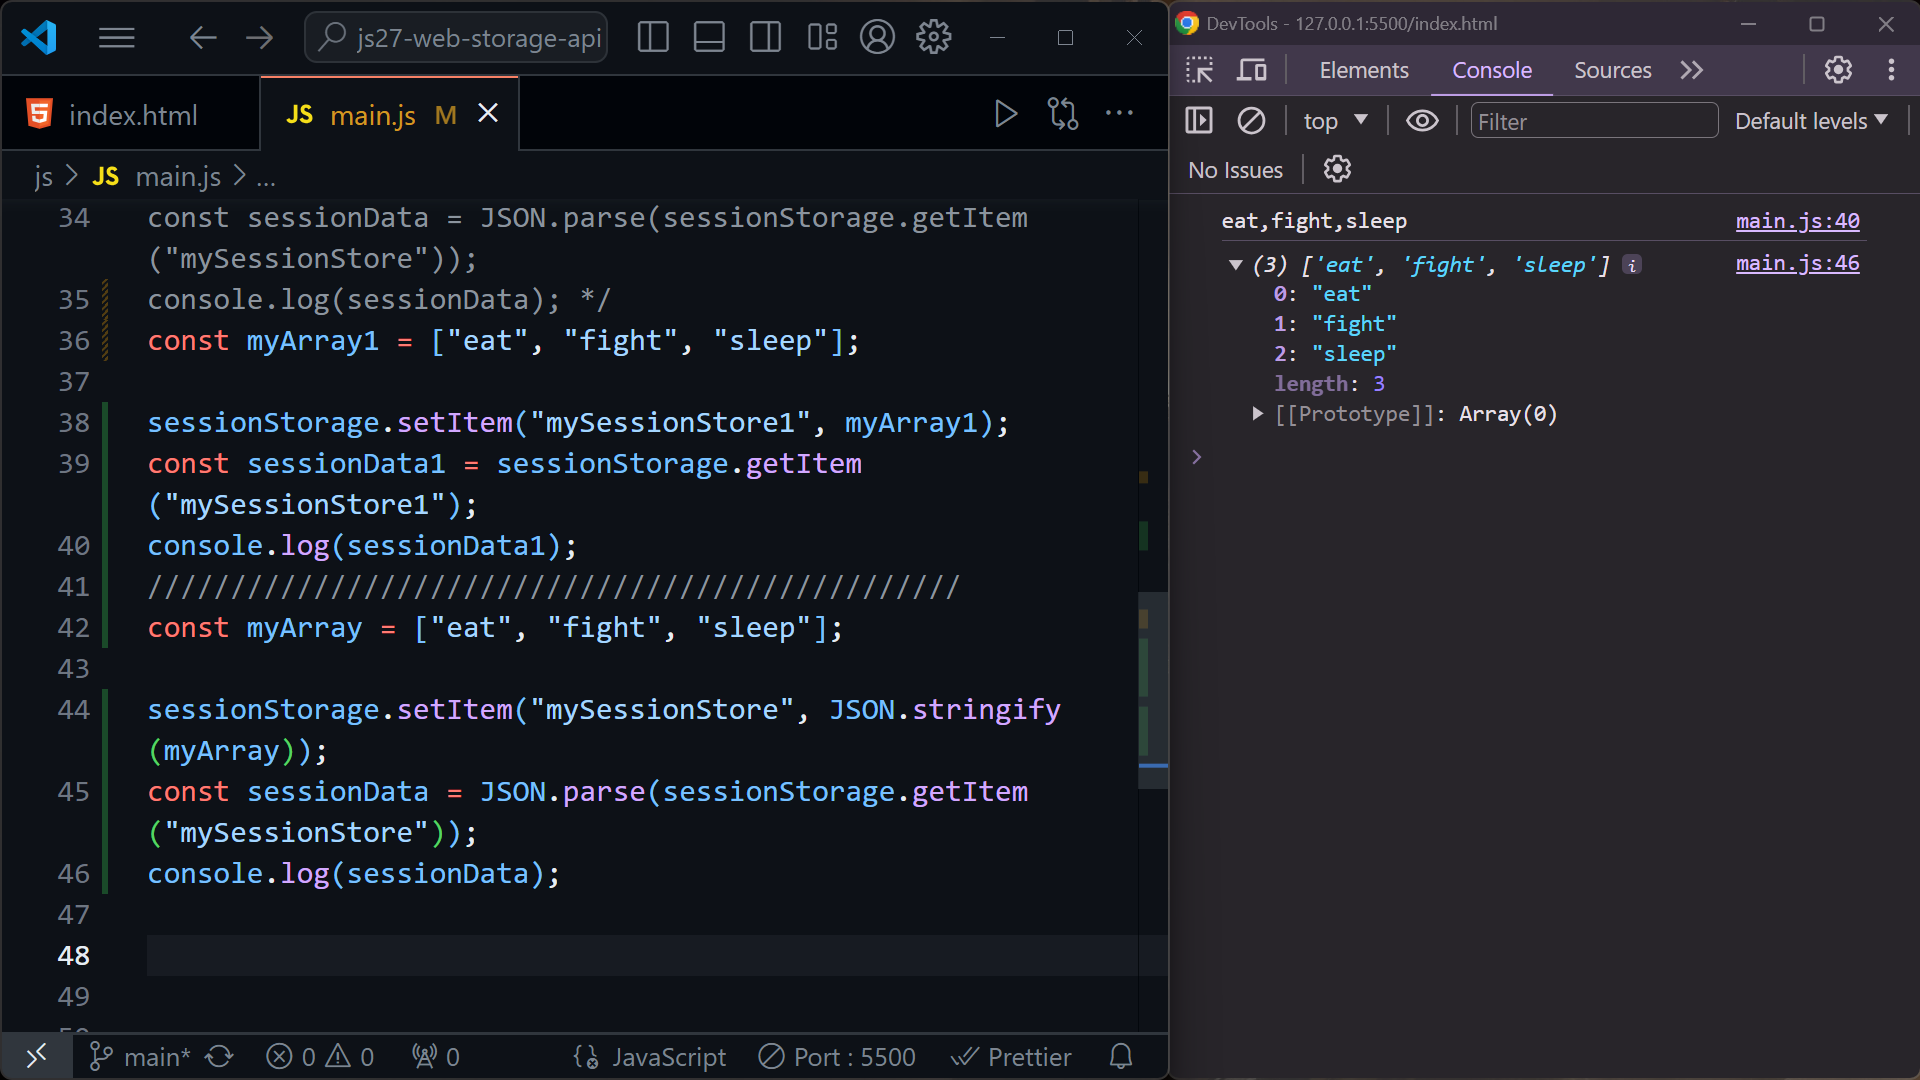 js27-web-storage-api
index.html
JS main.js M
js > JS main.js > ...
34 const sessionData = JSON.parse(sessionStorage.getItem
("mySessionStore"));
35 console.log(sessionData); */
36 const myArray1 = ["eat", "fight", "sleep"];
37
38 sessionStorage.setItem("mySessionStore1", myArray1);
39 const sessionData1 = sessionStorage.getItem
("mySessionStore1");
40 console.log(sessionData1);
41 /////////////////////////////////////////////////
42 const myArray = ["eat", "fight", "sleep"];
43
44 sessionStorage.setItem("mySessionStore", JSON.stringify
(myArray));
45 const sessionData = JSON.parse(sessionStorage.getItem
("mySessionStore"));
46 console.log(sessionData);
47
48
49
main* 0 0 0 JavaScript Port : 5500 Prettier
DevTools - 127.0.0.1:5500/index.html
Elements Console Sources
top Filter Default levels
No Issues
eat,fight,sleep main.js:40
(3) ['eat', 'fight', 'sleep'] i main.js:46
0: "eat"
1: "fight"
2: "sleep"
length: 3
[[Prototype]]: Array(0)